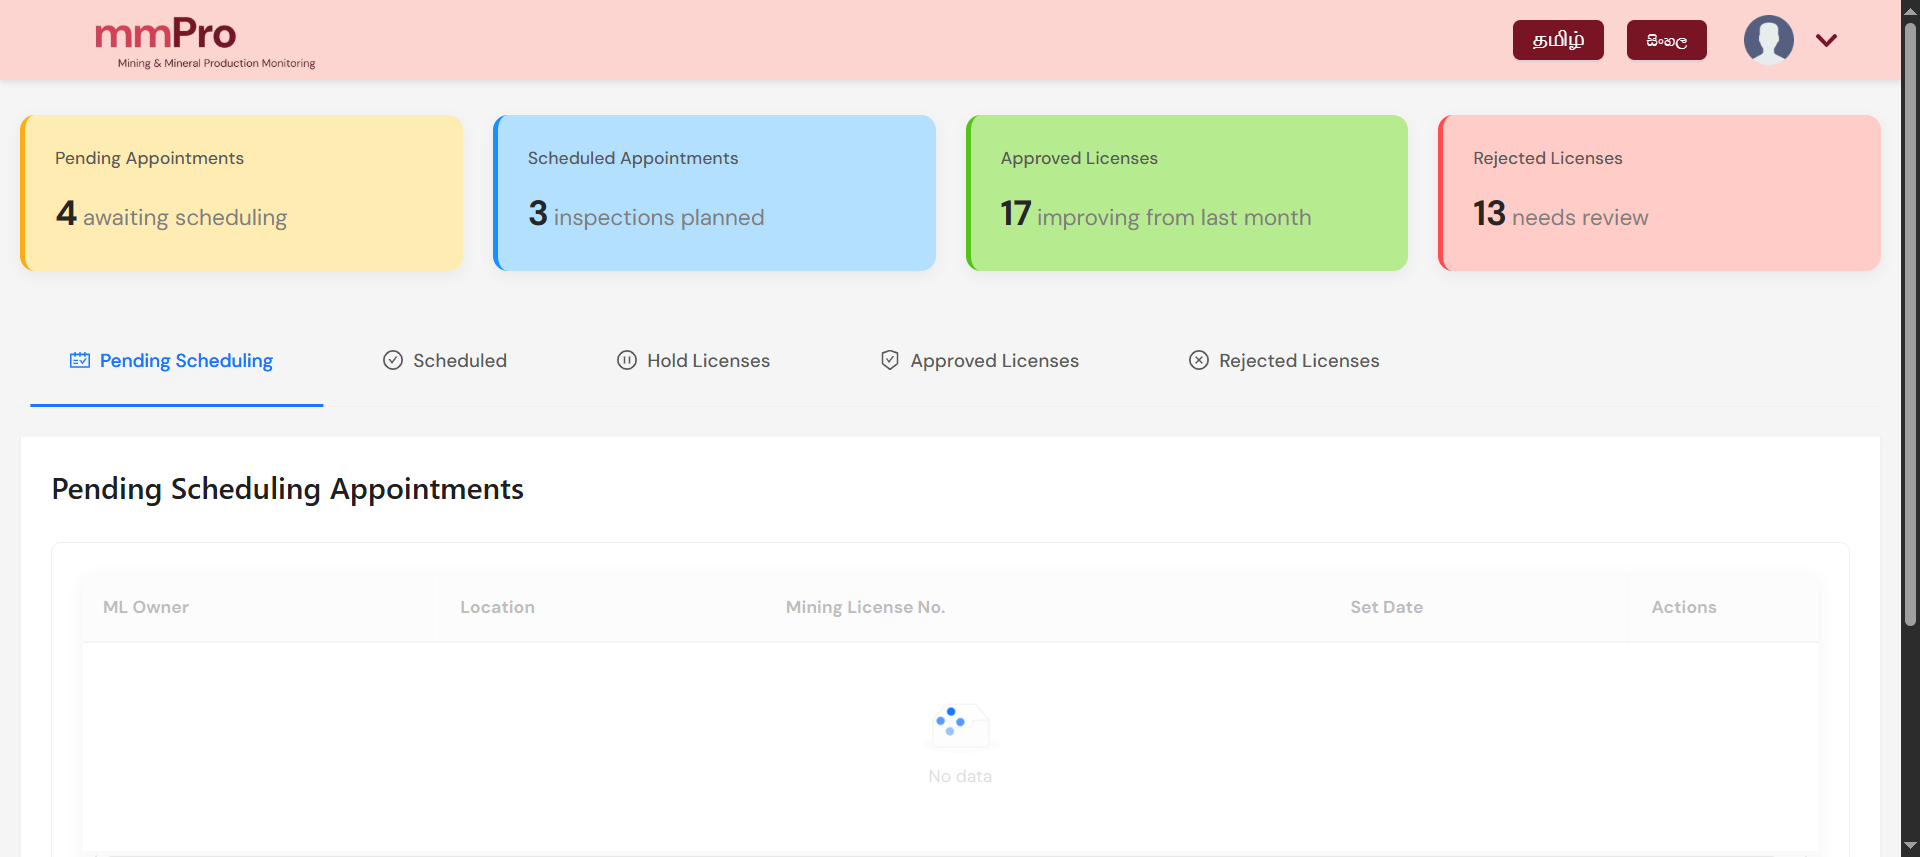 mmPro
Mining & Mineral Production Monitoring
தமிழ்
සිංහල
Pending Appointments
4 awaiting scheduling
Scheduled Appointments
3 inspections planned
Approved Licenses
17 improving from last month
Rejected Licenses
13 needs review
Pending Scheduling
Scheduled
Hold Licenses
Approved Licenses
Rejected Licenses
Pending Scheduling Appointments
ML Owner
Location
Mining License No.
Set Date
Actions
No data